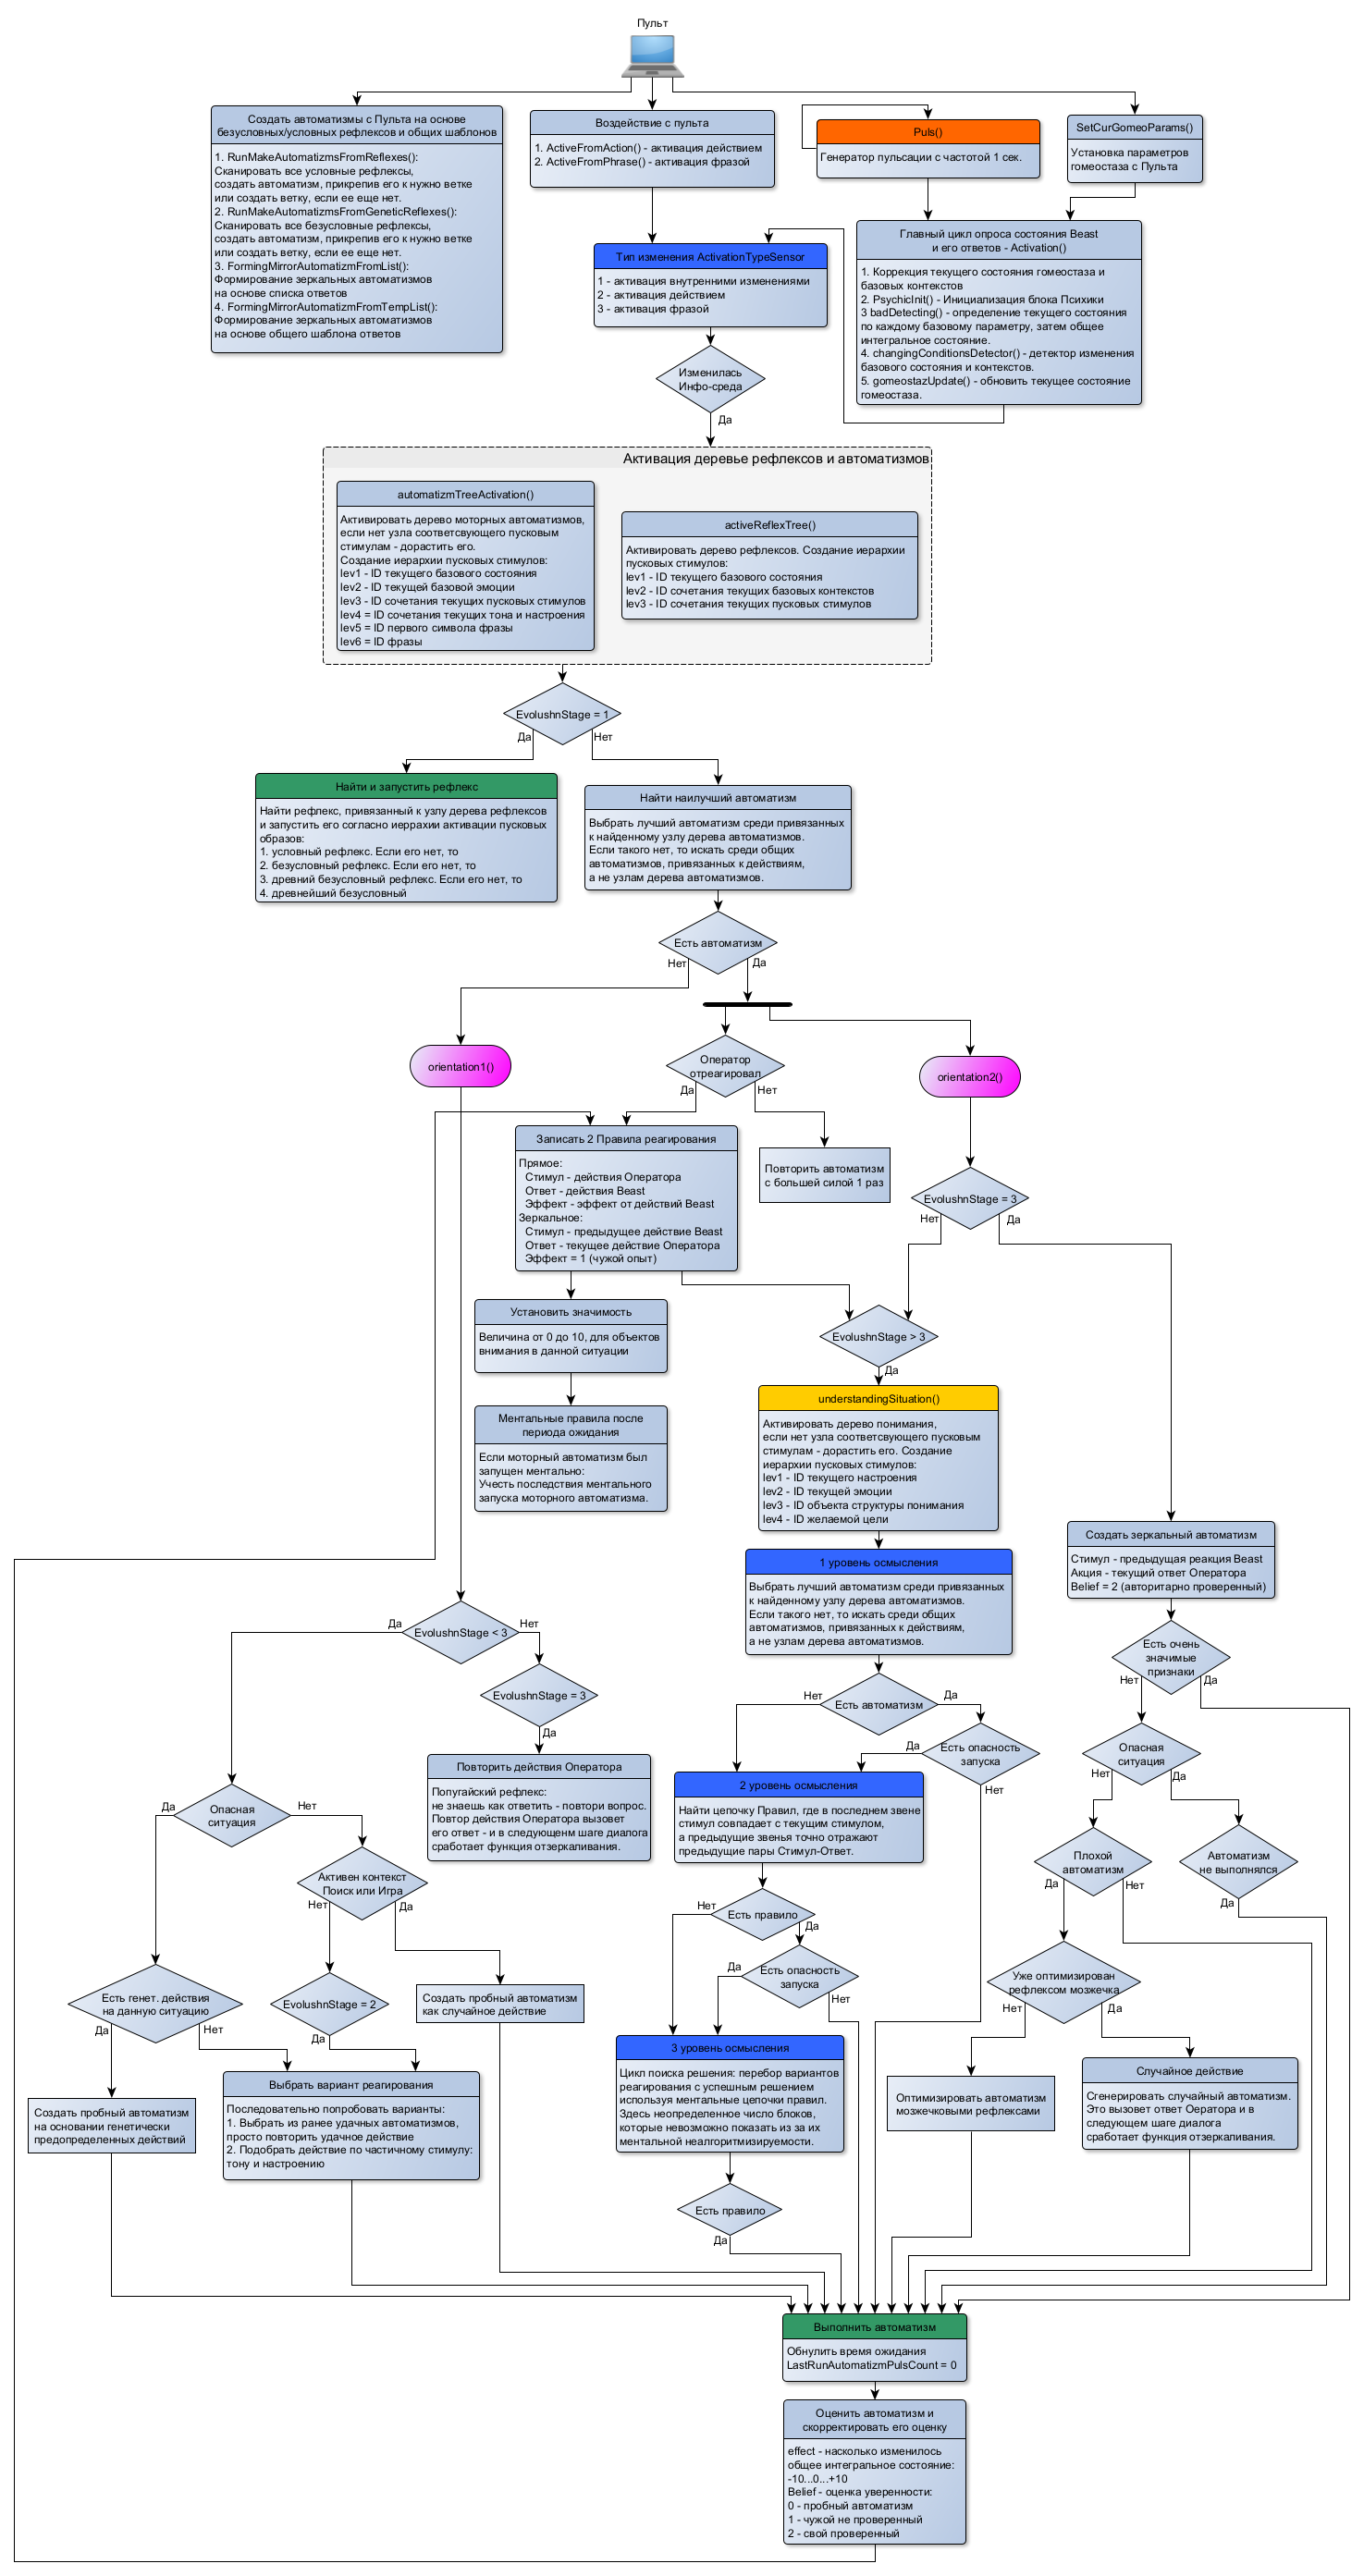 Пульт
Создать автоматизмы с Пульта на основе
безусловных/условных рефлексов и общих шаблонов
1. RunMakeAutomatizmsFromReflexes():
Сканировать все условные рефлексы,
создать автоматизм, прикрепив его к нужно ветке
или создать ветку, если ее еще нет.
2. RunMakeAutomatizmsFromGeneticReflexes():
Сканировать все безусловные рефлексы,
создать автоматизм, прикрепив его к нужно ветке
или создать ветку, если ее еще нет.
3. FormingMirrorAutomatizmFromList():
Формирование зеркальных автоматизмов
на основе списка ответов
4. FormingMirrorAutomatizmFromTempList():
Формирование зеркальных автоматизмов
на основе общего шаблона ответов
Воздействие с пульта
1. ActiveFromAction() - активация действием
2. ActiveFromPhrase() - активация фразой
Puls()
Генератор пульсации с частотой 1 сек.
SetCurGomeoParams()
Установка параметров
гомеостаза с Пульта
Тип изменения ActivationTypeSensor
1 - активация внутренними изменениями
2 - активация действием
3 - активация фразой
Главный цикл опроса состояния Beast
и его ответов - Activation()
1. Коррекция текущего состояния гомеостаза и
базовых контекстов
2. PsychicInit() - Инициализация блока Психики
3 badDetecting() - определение текущего состояния
по каждому базовому параметру, затем общее
интегральное состояние.
4. changingConditionsDetector() - детектор изменения
базового состояния и контекстов.
5. gomeostazUpdate() - обновить текущее состояние
гомеостаза.
Изменилась
Инфо-среда
Да
Активация деревье рефлексов и автоматизмов
automatizmTreeActivation()
Активировать дерево моторных автоматизмов,
если нет узла соответсвующего пусковым
стимулам - дорастить его.
Создание иерархии пусковых стимулов:
lev1 - ID текущего базового состояния
lev2 - ID текущей базовой эмоции
lev3 - ID сочетания текущих пусковых стимулов
lev4 = ID сочетания текущих тона и настроения
lev5 = ID первого символа фразы
lev6 = ID фразы
activeReflexTree()
Активировать дерево рефлексов. Создание иерархии
пусковых стимулов:
lev1 - ID текущего базового состояния
lev2 - ID сочетания текущих базовых контекстов
lev3 - ID сочетания текущих пусковых стимулов
EvolushnStage = 1
Да
Нет
Найти и запустить рефлекс
Найти рефлекс, привязанный к узлу дерева рефлексов
и запустить его согласно иеррахии активации пусковых
образов:
1. условный рефлекс. Если его нет, то
2. безусловный рефлекс. Если его нет, то
3. древний безусловный рефлекс. Если его нет, то
4. древнейший безусловный
Найти наилучший автоматизм
Выбрать лучший автоматизм среди привязанных
к найденному узлу дерева автоматизмов.
Если такого нет, то искать среди общих
автоматизмов, привязанных к действиям,
а не узлам дерева автоматизмов.
Есть автоматизм
Нет
Да
orientation1()
Оператор
отреагировал
Да
Нет
orientation2()
Записать 2 Правила реагирования
Прямое:
Стимул - действия Оператора
Ответ - действия Beast
Эффект - эффект от действий Beast
Зеркальное:
Стимул - предыдущее действие Beast
Ответ - текущее действие Оператора
Эффект = 1 (чужой опыт)
Повторить автоматизм
с большей силой 1 раз
EvolushnStage = 3
Нет
Да
Установить значимость
Величина от 0 до 10, для объектов
внимания в данной ситуации
EvolushnStage > 3
Да
Ментальные правила после
периода ожидания
Если моторный автоматизм был
запущен ментально:
Учесть последствия ментального
запуска моторного автоматизма.
understandingSituation()
Активировать дерево понимания,
если нет узла соответсвующего пусковым
стимулам - дорастить его. Создание
иерархии пусковых стимулов:
lev1 - ID текущего настроения
lev2 - ID текущей эмоции
lev3 - ID объекта структуры понимания
lev4 - ID желаемой цели
Создать зеркальный автоматизм
Стимул - предыдущая реакция Beast
Акция - текущий ответ Оператора
Belief = 2 (авторитарно проверенный)
1 уровень осмысления
Выбрать лучший автоматизм среди привязанных
к найденному узлу дерева автоматизмов.
Если такого нет, то искать среди общих
автоматизмов, привязанных к действиям,
а не узлам дерева автоматизмов.
Да
EvolushnStage < 3
Нет
Есть очень
значимые
признаки
Нет
Да
EvolushnStage = 3
Да
Нет
Есть автоматизм
Да
Есть опасность
запуска
Да
Нет
Опасная
ситуация
Нет
Да
Повторить действия Оператора
Попугайский рефлекс:
не знаешь как ответить - повтори вопрос.
Повтор действия Оператора вызовет
его ответ - и в следующенм шаге диалога
сработает функция отзеркаливания.
2 уровень осмысления
Найти цепочку Правил, где в последнем звене
стимул совпадает с текущим стимулом,
а предыдущие звенья точно отражают
предыдущие пары Стимул-Ответ.
Да
Опасная
ситуация
Нет
Плохой
автоматизм
Да
Нет
Автоматизм
не выполнялся
Да
Активен контекст
Поиск или Игра
Нет
Да
Нет
Есть правило
Да
Есть опасность
запуска
Да
Нет
Уже оптимизирован
рефлексом мозжечка
Нет
Да
Есть генет. действия
на данную ситуацию
Да
Нет
EvolushnStage = 2
Да
Создать пробный автоматизм
как случайное действие
3 уровень осмысления
Цикл поиска решения: перебор вариантов
реагирования с успешным решением
используя ментальные цепочки правил.
Здесь неопределенное число блоков,
которые невозможно показать из за их
ментальной неалгоритмизируемости.
Создать пробный автоматизм
на основании генетически
предопределенных действий
Выбрать вариант реагирования
Последовательно попробовать варианты:
1. Выбрать из ранее удачных автоматизмов,
просто повторить удачное действие
2. Подобрать действие по частичному стимулу:
тону и настроению
Оптимизировать автоматизм
мозжечковыми рефлексами
Случайное действие
Сгенерировать случайный автоматизм.
Это вызовет ответ Оератора и в
следующем шаге диалога
сработает функция отзеркаливания.
Есть правило
Да
Выполнить автоматизм
Обнулить время ожидания
LastRunAutomatizmPulsCount = 0
Оценить автоматизм и
скорректировать его оценку
effect - насколько изменилось
общее интегральное состояние:
-10...0...+10
Belief - оценка уверенности:
0 - пробный автоматизм
1 - чужой не проверенный
2 - свой проверенный